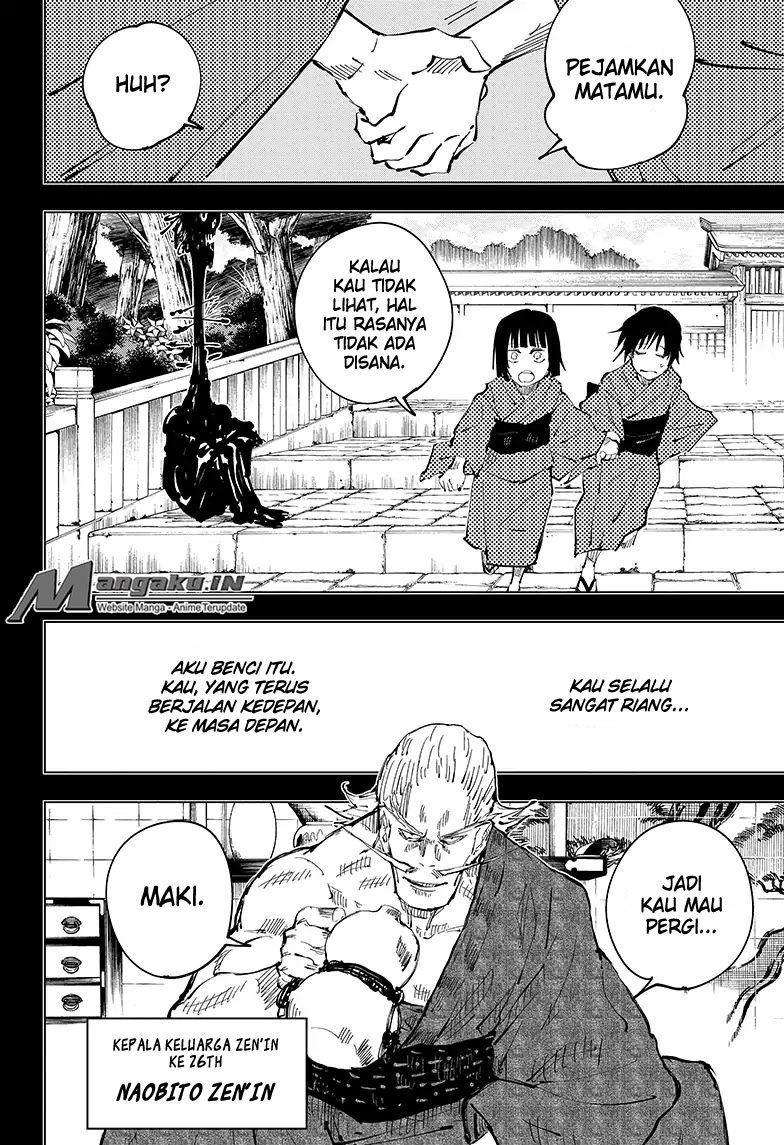 PEJAMKAN
MATAMU.
HUH?
KALAU
KAU TIDAK
LIHAT, HAL
ITU RASANYA
TIDAK ADA
DISANA.
Mangaku.IN
Website Manga - Anime Terupdate
KAU SELALU
SANGAT RIANG...
AKU BENCI ITU.
KAU, YANG TERUS
BERJALAN KEDEPAN,
KE MASA DEPAN.
JADI
KAU MAU
PERGI...
MAKI.
KEPALA KELUARGA ZEN'IN
KE 26TH
NAOBITO ZEN'IN